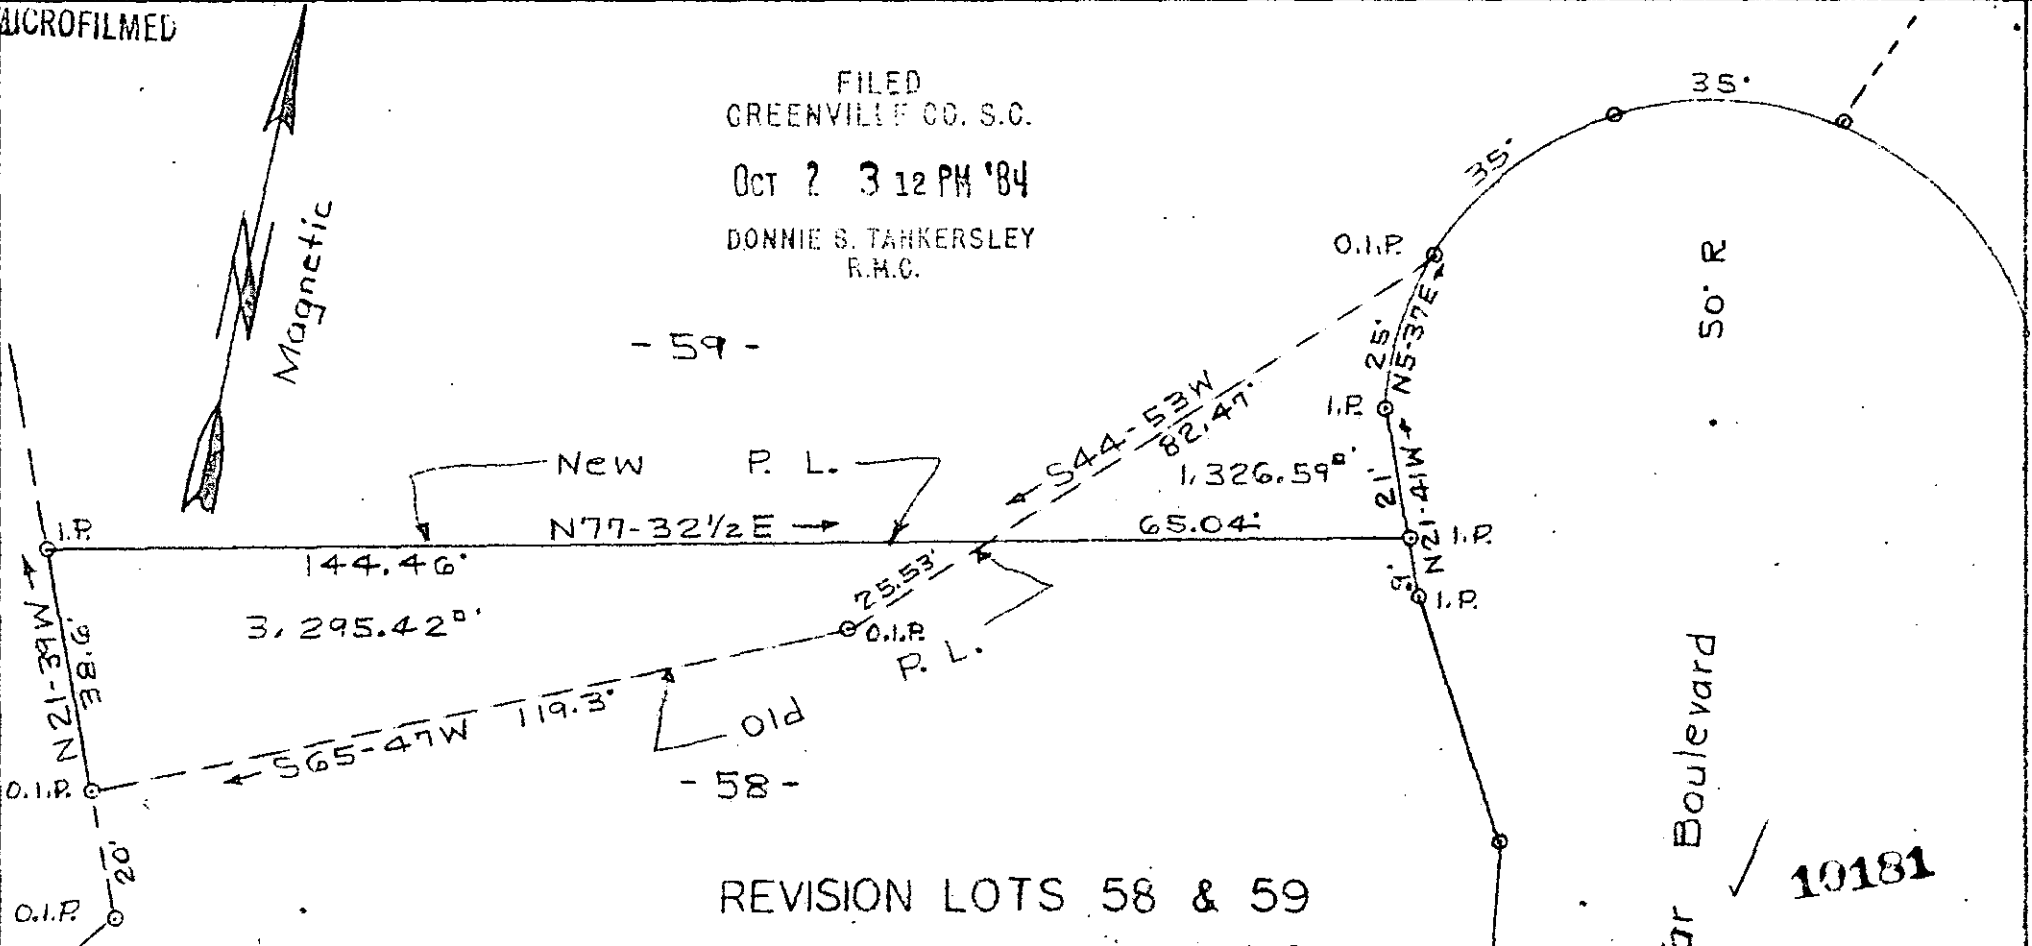 MICROFILMED
FILED
GREENVILLE CO. S.C.
OCT 2 3 12 PM '84
DONNIE S. TANKERSLEY
R.M.C.
Magnetic
35'
35'
O.I.P.
50' R
- 59 -
25'
N5-37E
I.P.
S44-53W
82.47'
1,326.59□'
21'
N21-41W
New P. L.
I.P.
N77-32½E
65.04'
I.P.
144.46'
9'
I.P.
25.53'
O.I.P.
P. L.
3,295.42□'
N21-39W
38.6'
119.3'
S65-47W
Old
- 58 -
O.I.P.
20'
O.I.P.
Boulevard
10181
REVISION LOTS 58 & 59